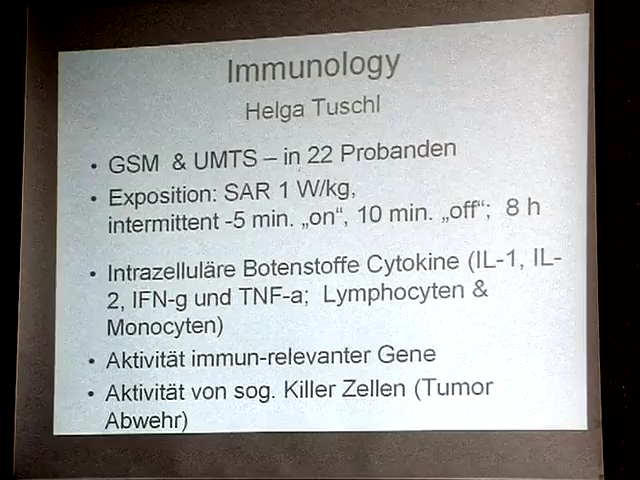 Immunology
Helga Tuschl
• GSM & UMTS – in 22 Probanden
• Exposition: SAR 1 W/kg,
intermittent -5 min. „on“, 10 min. „off“; 8 h
• Intrazelluläre Botenstoffe Cytokine (IL-1, IL-
2, IFN-g und TNF-a; Lymphocyten &
Monocyten)
• Aktivität immun-relevanter Gene
• Aktivität von sog. Killer Zellen (Tumor
Abwehr)